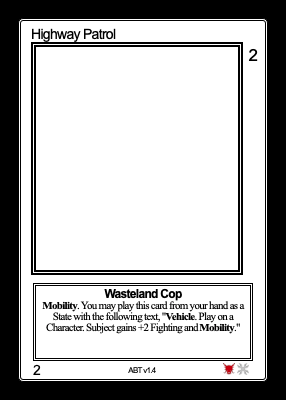 Highway Patrol
2
Wasteland Cop
Mobility. You may play this card from your hand as a
State with the following text, "Vehicle. Play on a
Character. Subject gains +2 Fighting and Mobility."
2
ABT v1.4